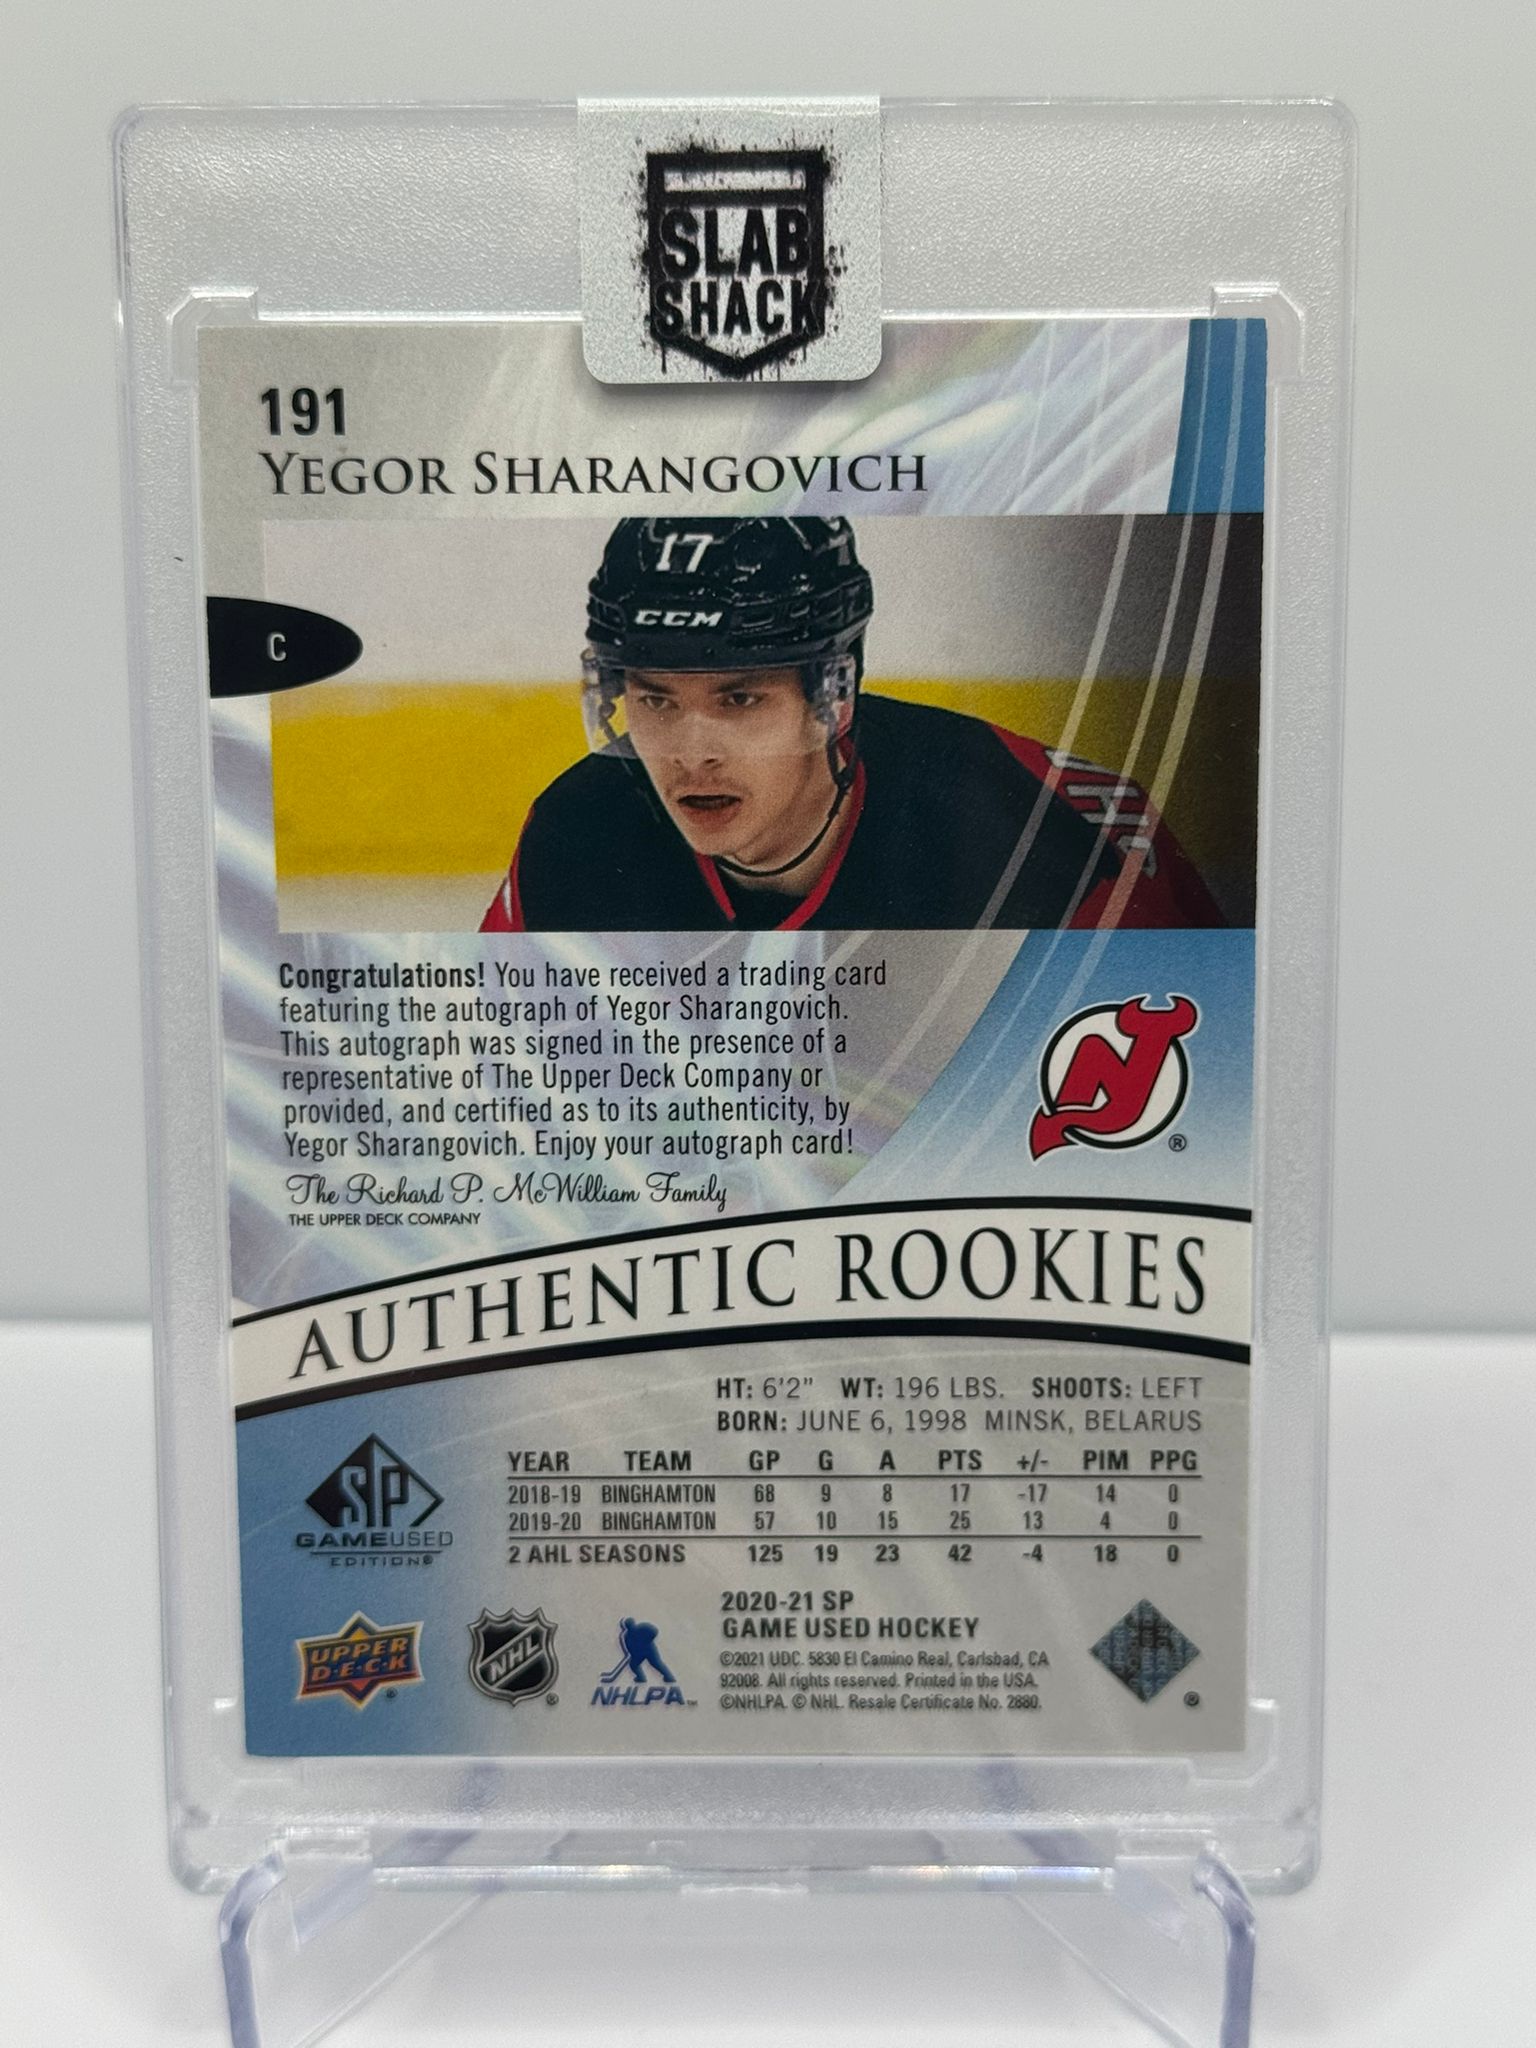 SLAB
SHACK
191
YEGOR SHARANGOVICH
17
CCM
C
Congratulations! You have received a trading card
featuring the autograph of Yegor Sharangovich.
This autograph was signed in the presence of a
representative of The Upper Deck Company or
provided, and certified as to its authenticity, by
Yegor Sharangovich. Enjoy your autograph card!
The Richard P. McWilliam Family
THE UPPER DECK COMPANY
NJ ®
AUTHENTIC ROOKIES
HT: 6'2" WT: 196 LBS. SHOOTS: LEFT
BORN: JUNE 6, 1998 MINSK, BELARUS
YEAR TEAM GP G A PTS +/- PIM PPG
2018-19 BINGHAMTON 68 9 8 17 -17 14 0
2019-20 BINGHAMTON 57 10 15 25 13 4 0
2 AHL SEASONS 125 19 23 42 -4 18 0
SP
GAMEUSED
EDITION®
UPPER
D·E·C·K ®
NHL ®
NHLPA™
2020-21 SP
GAME USED HOCKEY
©2021 UDC. 5830 El Camino Real, Carlsbad, CA
92008. All rights reserved. Printed in the USA.
©NHLPA. © NHL. Resale Certificate No. 2880.
®